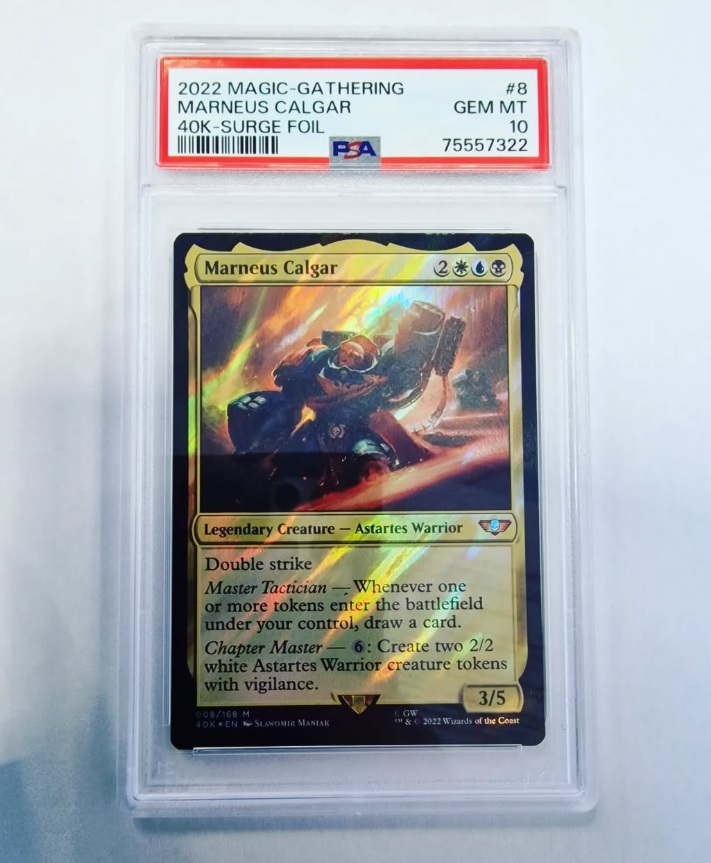 2022 MAGIC-GATHERING #8
MARNEUS CALGAR GEM MT
40K-SURGE FOIL 10
PSA 75557322
Marneus Calgar 2
Legendary Creature — Astartes Warrior
Double strike
Master Tactician — Whenever one
or more tokens enter the battlefield
under your control, draw a card.
Chapter Master — 6: Create two 2/2
white Astartes Warrior creature tokens
with vigilance.
3/5
008/168 M © GW
40K★EN SLAWOMIR MANIAK ™ & © 2022 Wizards of the Coast